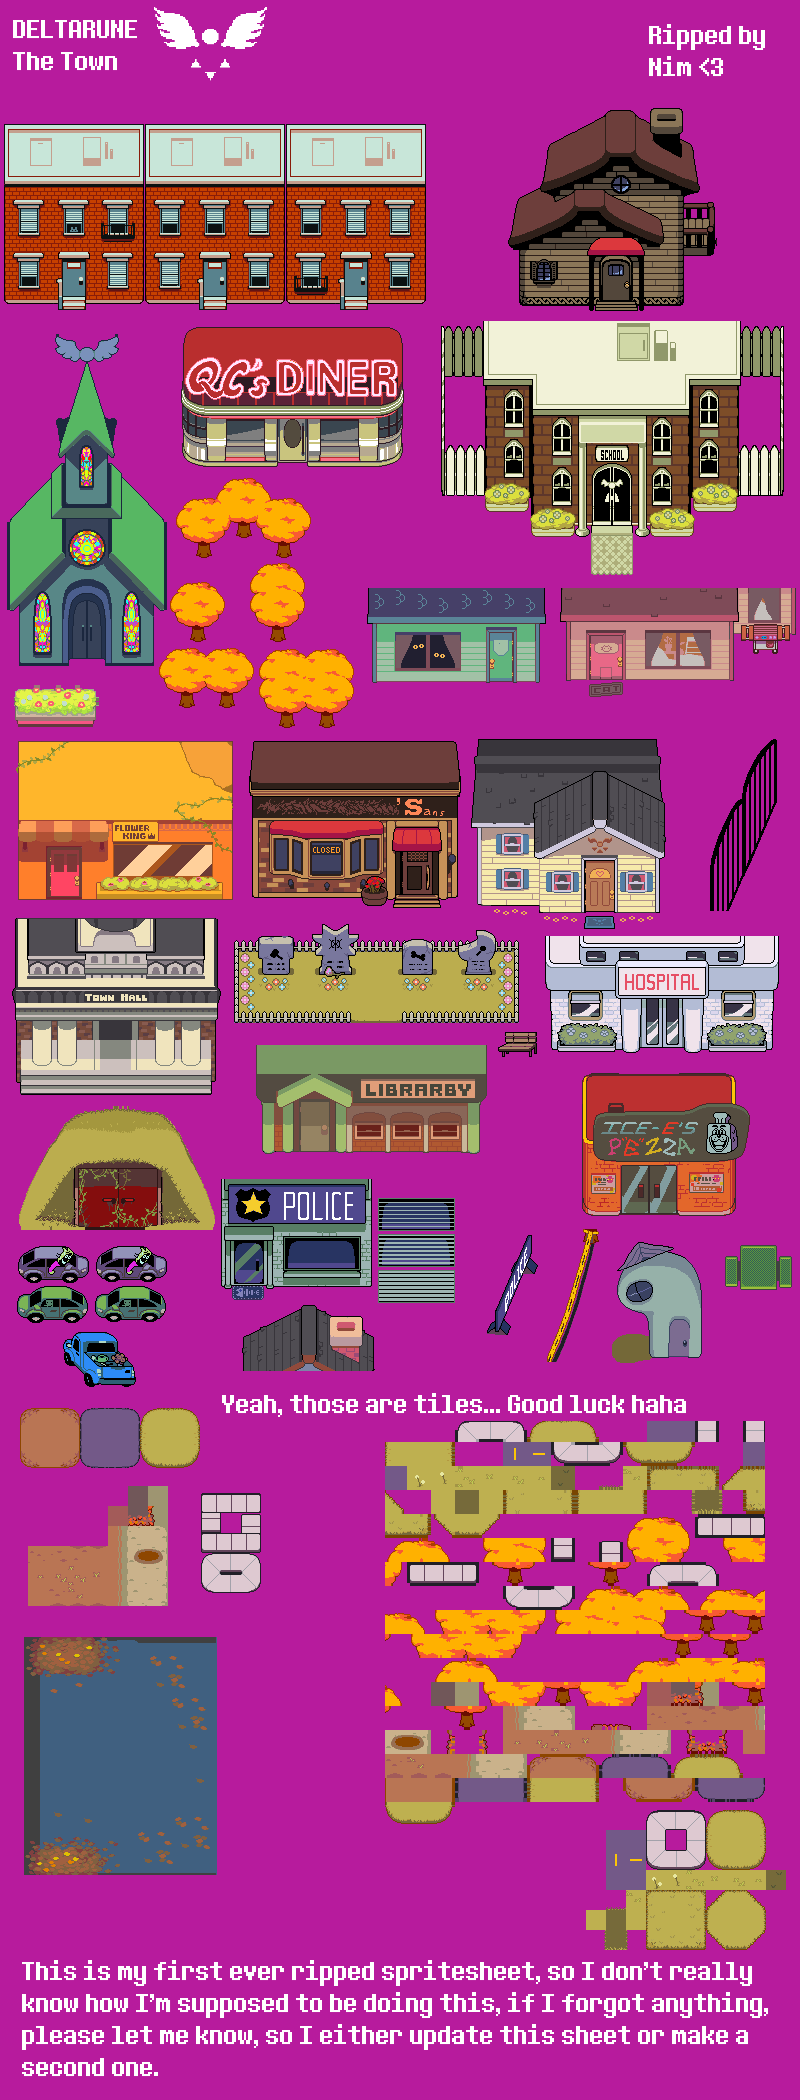 DELTARUNE
The Town
Ripped by
Nim <3
QC's DINER
SCHOOL
CAT
FLOWER
KING
'Sans
CLOSED
TOWN HALL
HOSPITAL
LIBRARBY
ICE-E'S
P"E"ZZA
POLICE
POLICE
Yeah, those are tiles... Good luck haha
This is my first ever ripped spritesheet, so I don't really
know how I'm supposed to be doing this, if I forgot anything,
please let me know, so I either update this sheet or make a
second one.